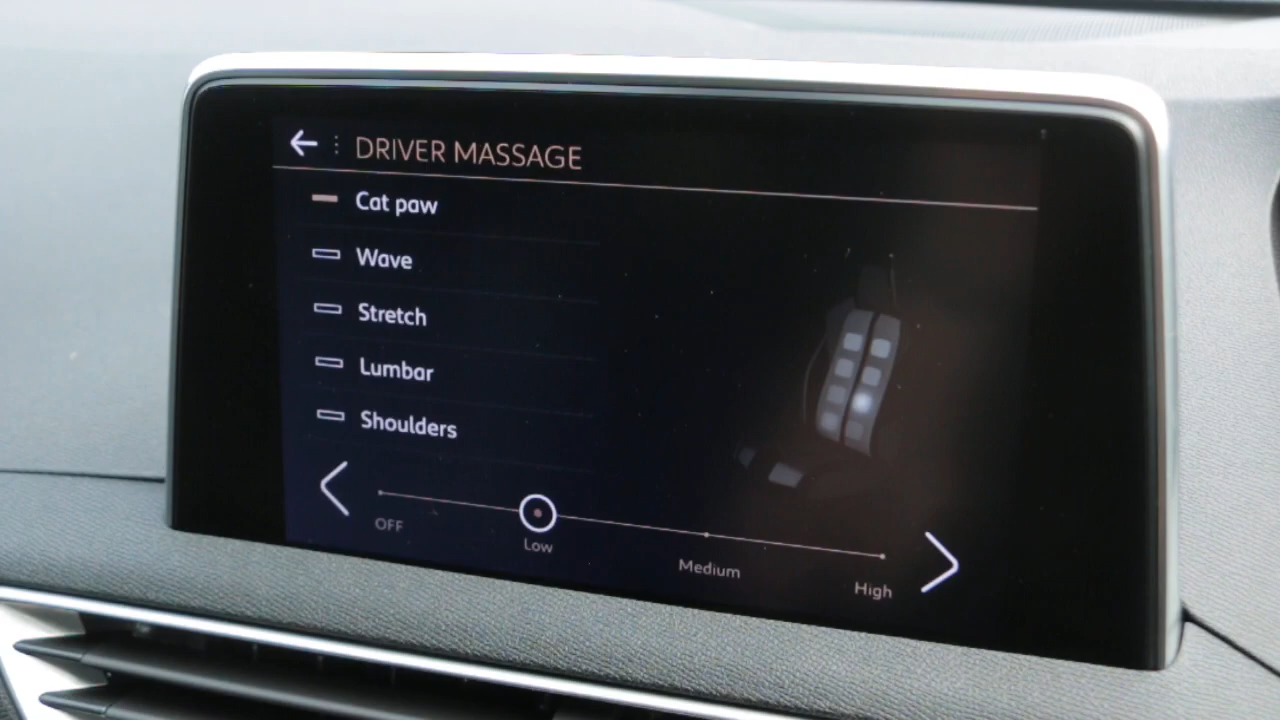 DRIVER MASSAGE
Cat paw
Wave
Stretch
Lumbar
Shoulders
OFF
Low
Medium
High